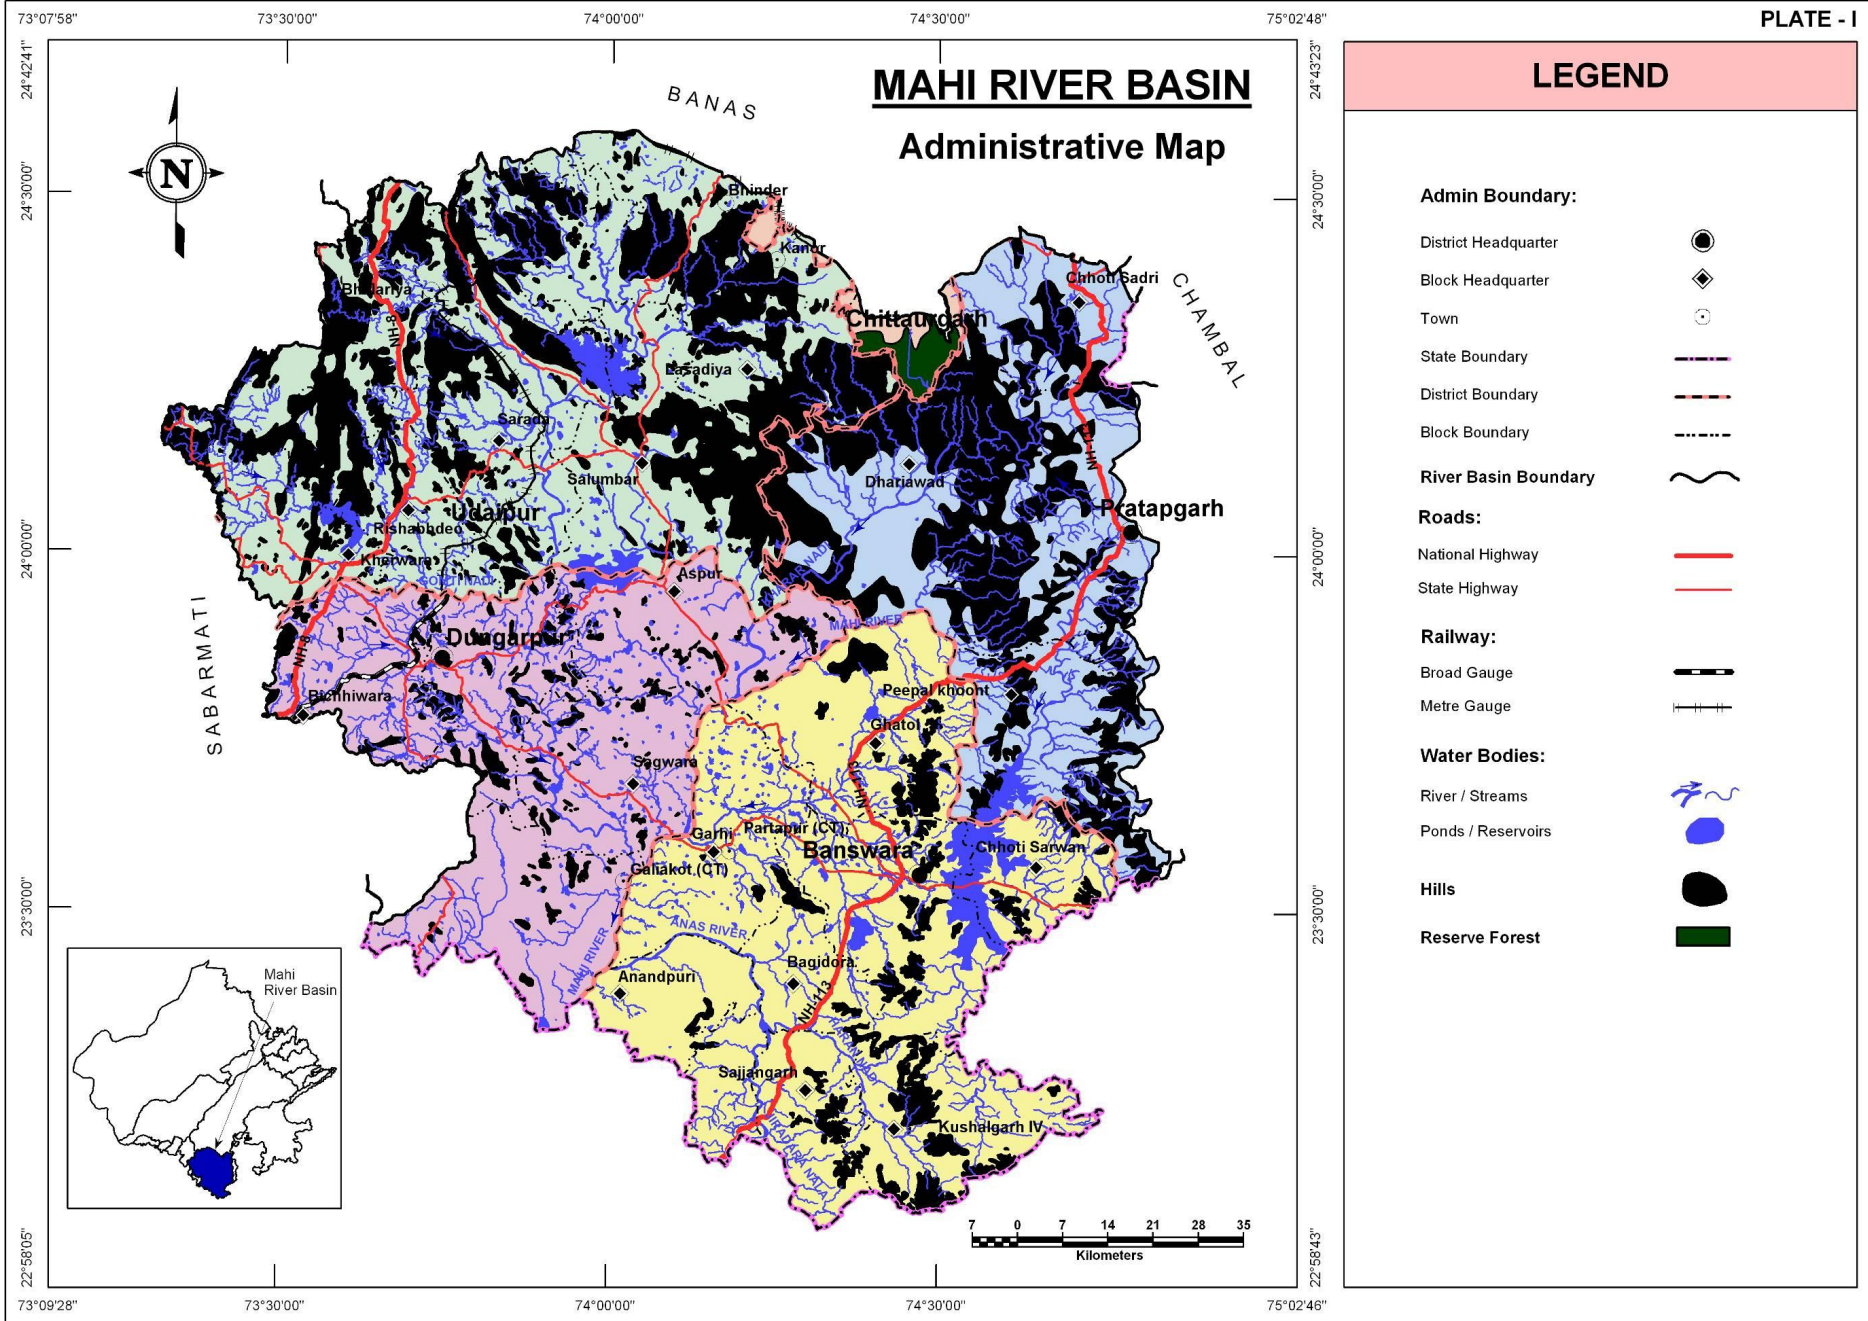 PLATE - I
73°07'58"
73°30'00"
74°00'00"
74°30'00"
75°02'48"
24°42'41"
24°30'00"
24°00'00"
23°30'00"
22°58'05"
24°43'23"
24°30'00"
24°00'00"
23°30'00"
22°58'43"
73°09'28"
73°30'00"
74°00'00"
74°30'00"
75°02'46"
MAHI RIVER BASIN
Administrative Map
N
BANAS
CHAMBAL
SABARMATI
Bhinder
Kanor
Chhoti Sadri
Chittaurgarh
NH-8
Lasadiya
Sarada
Salumbar
Dhariawad
Udaipur
Rishabhdeo
Kherwara
Pratapgarh
GOMTI NADI
Aspur
MAHI RIVER
Dungarpur
NH-8
Bichhiwara
Peepal khoont
Ghatol
Sagwara
Garhi
Partapur (CT)
Banswara
Chhoti Sarwan
Galiakot (CT)
ANAS RIVER
MAHI RIVER
Anandpuri
Bagidora
NH-113
Sajjangarh
Kushalgarh IV
Mahi
River Basin
7 0 7 14 21 28 35
Kilometers
LEGEND
Admin Boundary:
District Headquarter
Block Headquarter
Town
State Boundary
District Boundary
Block Boundary
River Basin Boundary
Roads:
National Highway
State Highway
Railway:
Broad Gauge
Metre Gauge
Water Bodies:
River / Streams
Ponds / Reservoirs
Hills
Reserve Forest